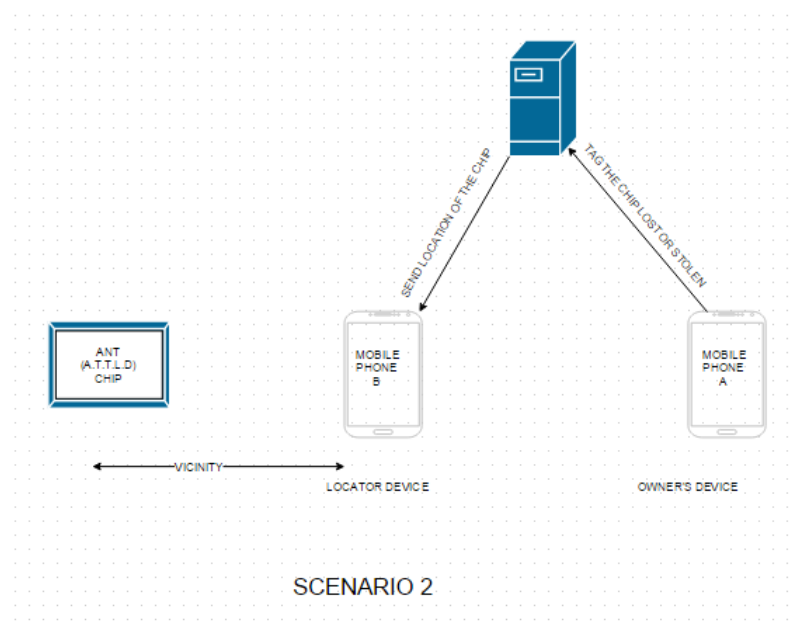 SEND LOCATION OF THE CHIP
TAG THE CHIP LOST OR STOLEN
ANT
(A.T.T.L.D)
CHIP
MOBILE
PHONE
B
MOBILE
PHONE
A
VICINITY
LOCATOR DEVICE
OWNER'S DEVICE
SCENARIO 2